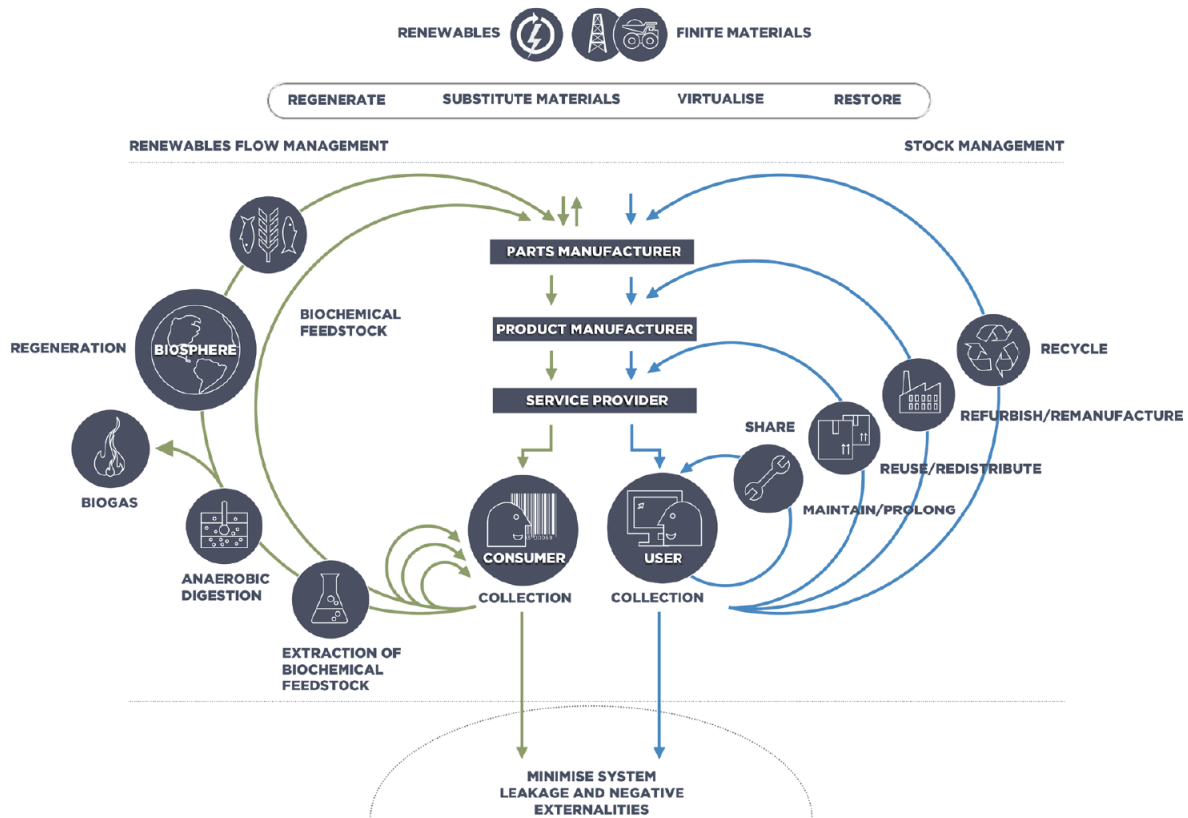 RENEWABLES
FINITE MATERIALS
REGENERATE
SUBSTITUTE MATERIALS
VIRTUALISE
RESTORE
RENEWABLES FLOW MANAGEMENT
STOCK MANAGEMENT
PARTS MANUFACTURER
BIOCHEMICAL
FEEDSTOCK
PRODUCT MANUFACTURER
REGENERATION
BIOSPHERE
RECYCLE
SERVICE PROVIDER
REFURBISH/REMANUFACTURE
SHARE
REUSE/REDISTRIBUTE
BIOGAS
MAINTAIN/PROLONG
CONSUMER
USER
ANAEROBIC
DIGESTION
COLLECTION
COLLECTION
EXTRACTION OF
BIOCHEMICAL
FEEDSTOCK
MINIMISE SYSTEM
LEAKAGE AND NEGATIVE
EXTERNALITIES